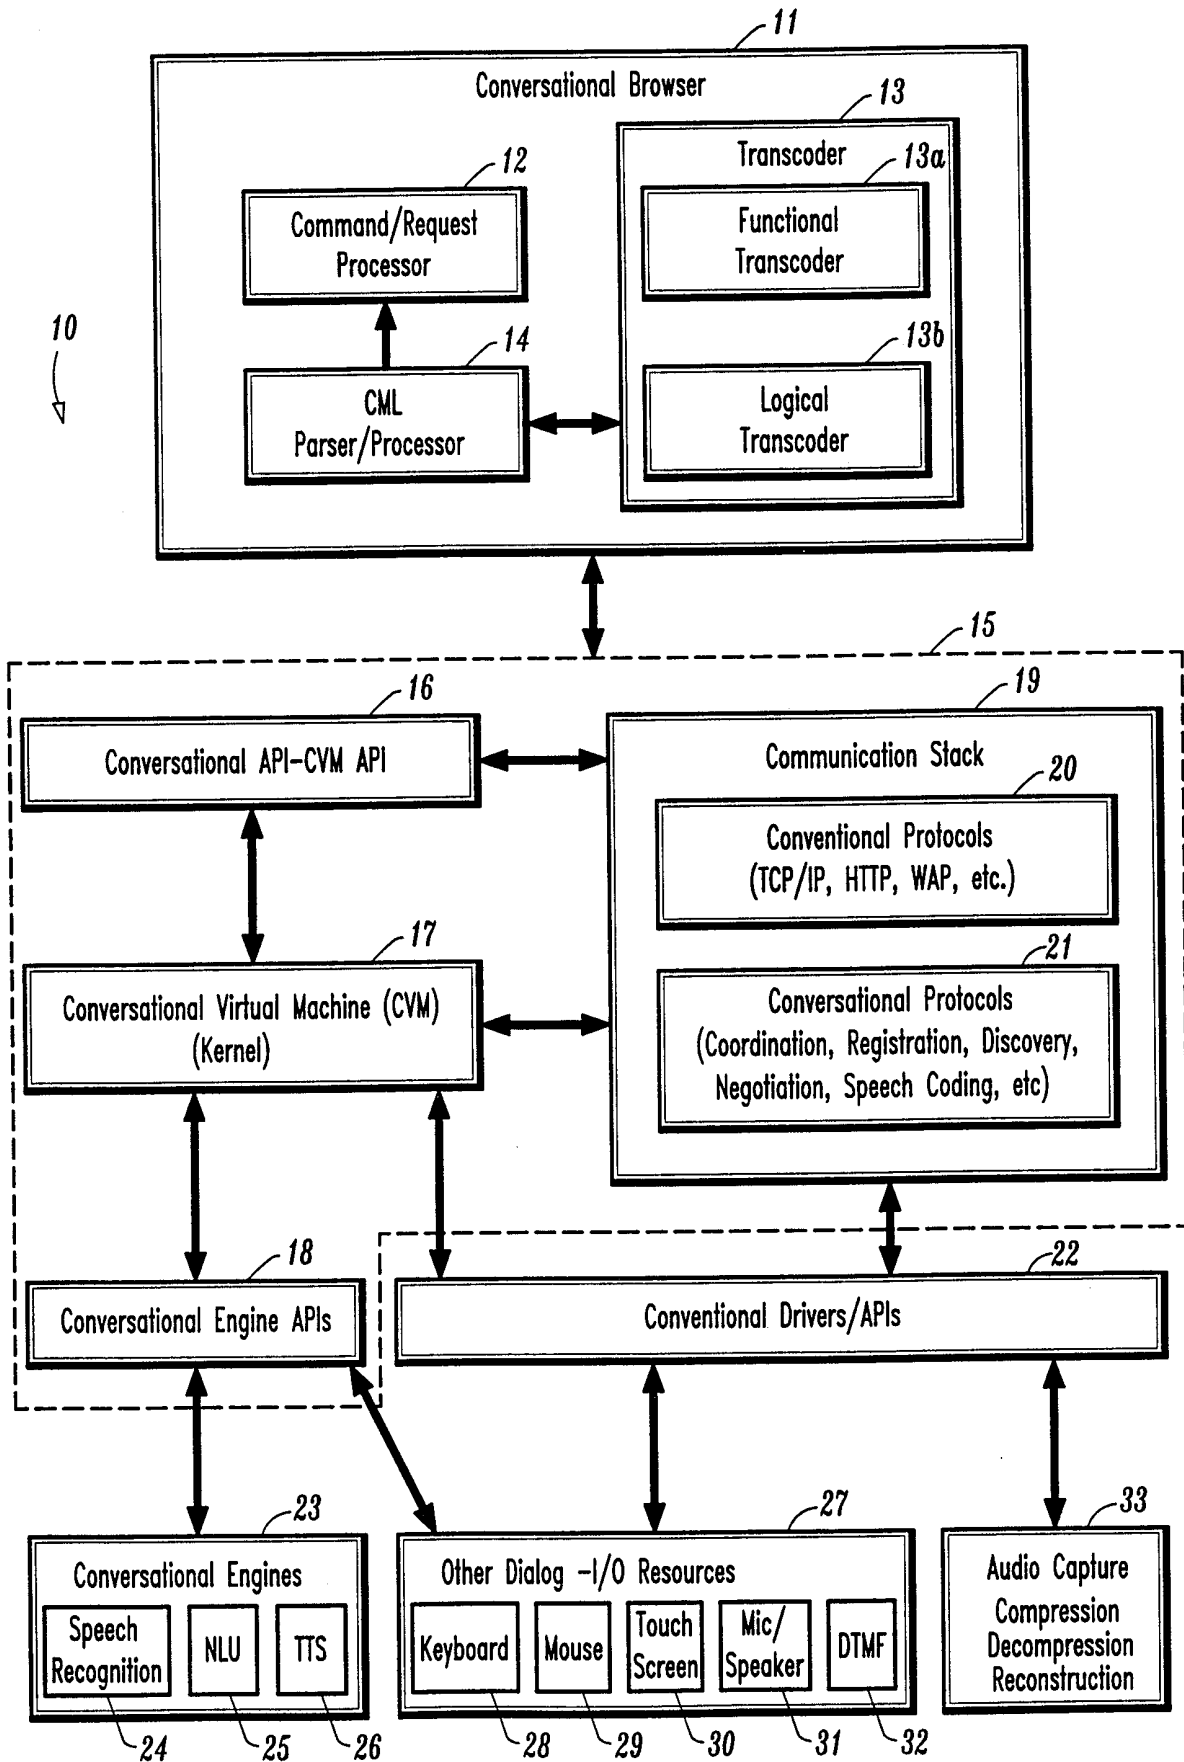 11
Conversational Browser
13
Transcoder
12
13a
Command/Request
Processor
Functional
Transcoder
10
14
13b
CML
Parser/Processor
Logical
Transcoder
15
16
19
Conversational API-CVM API
Communication Stack
20
Conventional Protocols
(TCP/IP, HTTP, WAP, etc.)
17
21
Conversational Virtual Machine (CVM)
(Kernel)
Conversational Protocols
(Coordination, Registration, Discovery,
Negotiation, Speech Coding, etc)
18
22
Conversational Engine APIs
Conventional Drivers/APIs
23
27
33
Conversational Engines
Speech
Recognition
NLU
TTS
Other Dialog -I/O Resources
Keyboard
Mouse
Touch
Screen
Mic/
Speaker
DTMF
Audio Capture
Compression
Decompression
Reconstruction
24
25
26
28
29
30
31
32